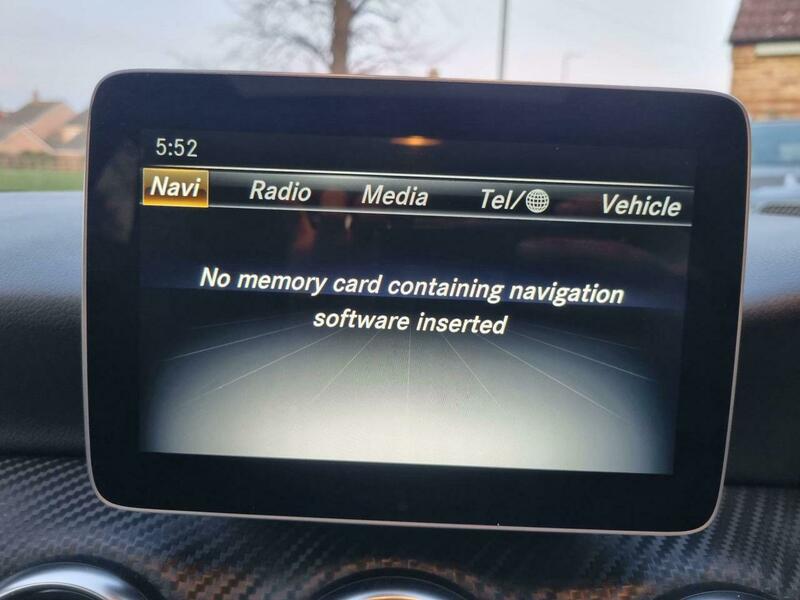 5:52
Navi Radio Media Tel/ Vehicle
No memory card containing navigation
software inserted